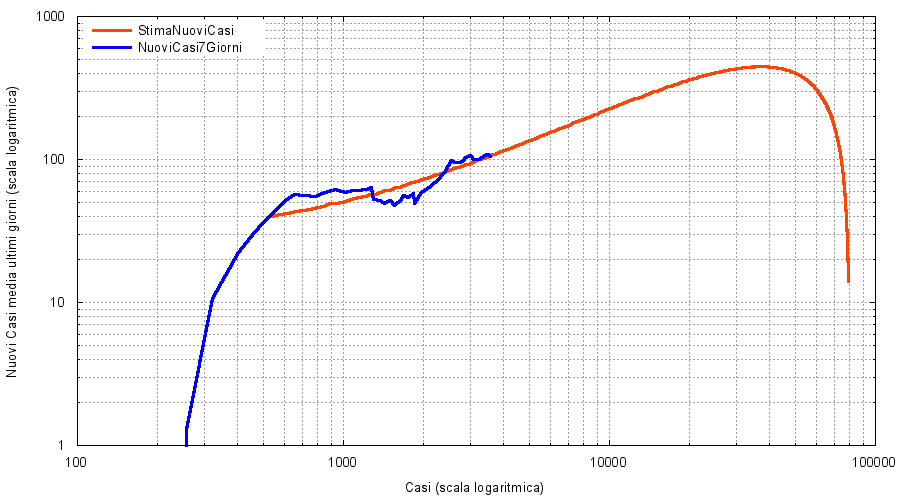 1000
StimaNuoviCasi
NuoviCasi7Giorni
100
10
1
Nuovi Casi media ultimi giorni (scala logaritmica)
100
1000
10000
100000
Casi (scala logaritmica)